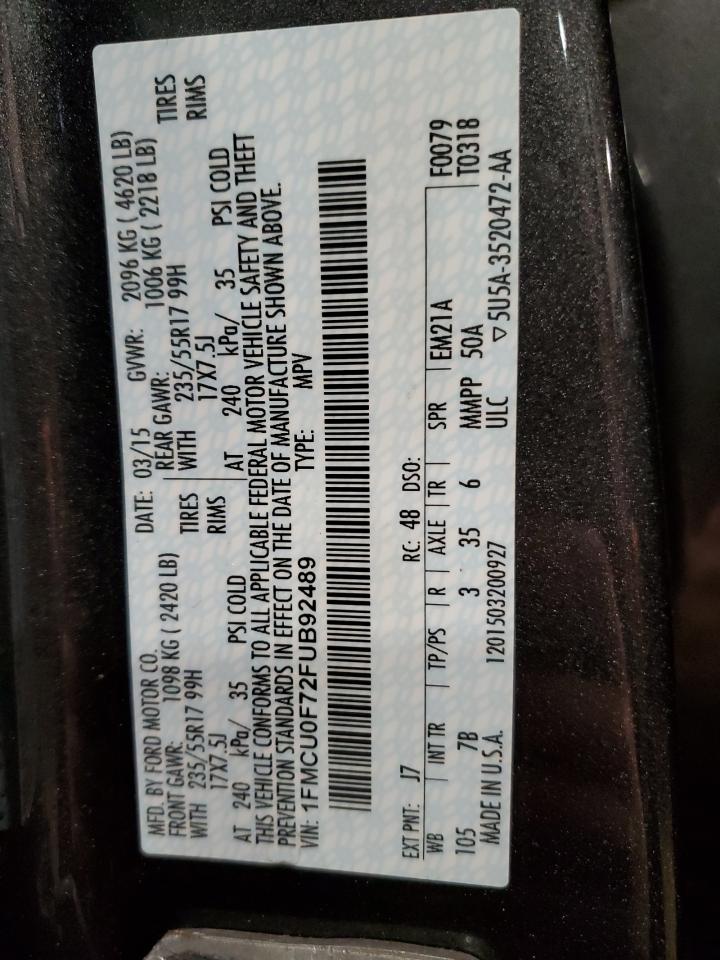 MFD. BY FORD MOTOR CO. DATE: 03/15 GVWR: 2096 KG ( 4620 LB)
FRONT GAWR: 1098 KG ( 2420 LB) REAR GAWR: 1006 KG ( 2218 LB)
WITH 235/55R17 99H TIRES WITH 235/55R17 99H TIRES
17X7.5J RIMS 17X7.5J RIMS
AT 240 kPa/ 35 PSI COLD AT 240 kPa/ 35 PSI COLD
THIS VEHICLE CONFORMS TO ALL APPLICABLE FEDERAL MOTOR VEHICLE SAFETY AND THEFT
PREVENTION STANDARDS IN EFFECT ON THE DATE OF MANUFACTURE SHOWN ABOVE.
VIN: 1FMCU0F72FUB92489 TYPE: MPV
EXT PNT: J7 RC: 48 DSO: F0079
WB INT TR TP/PS R AXLE TR SPR EM21A T0318
105 7B 3 35 6 MMPP 50A
MADE IN U.S.A. 1201503200927 ULC ▽5U5A-3520472-AA